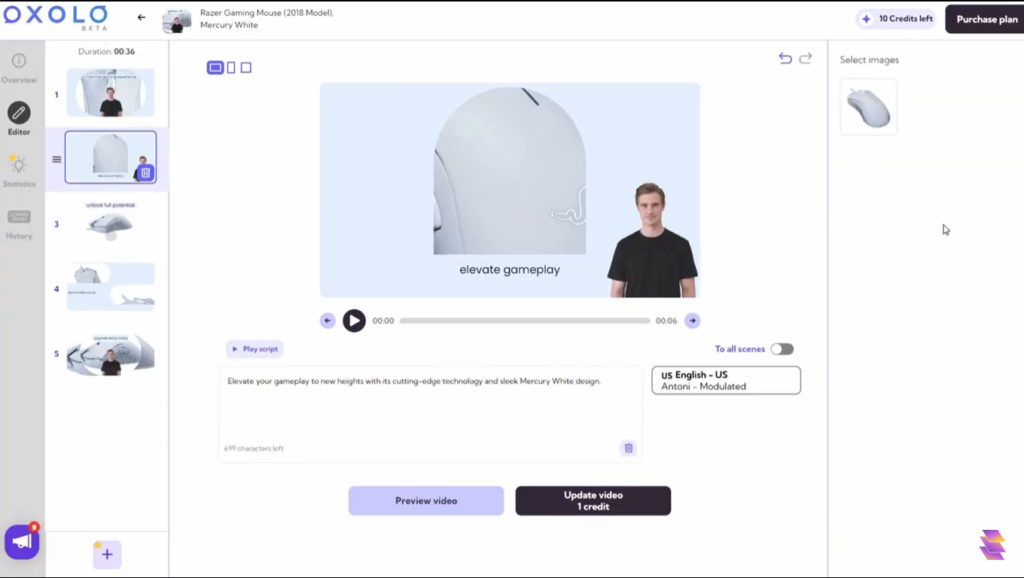 OXOLO
BETA
Razer Gaming Mouse (2018 Model),
Mercury White
10 Credits left
Purchase plan
Overview
Editor
Statistics
History
Duration: 00:36
1
3
unlock full potential
4
5
elevate gameplay
00:00
00:06
Play script
To all scenes
Elevate your gameplay to new heights with its cutting-edge technology and sleek Mercury White design.
699 characters left
US English - US
Antoni - Modulated
Preview video
Update video
1 credit
Select images
9